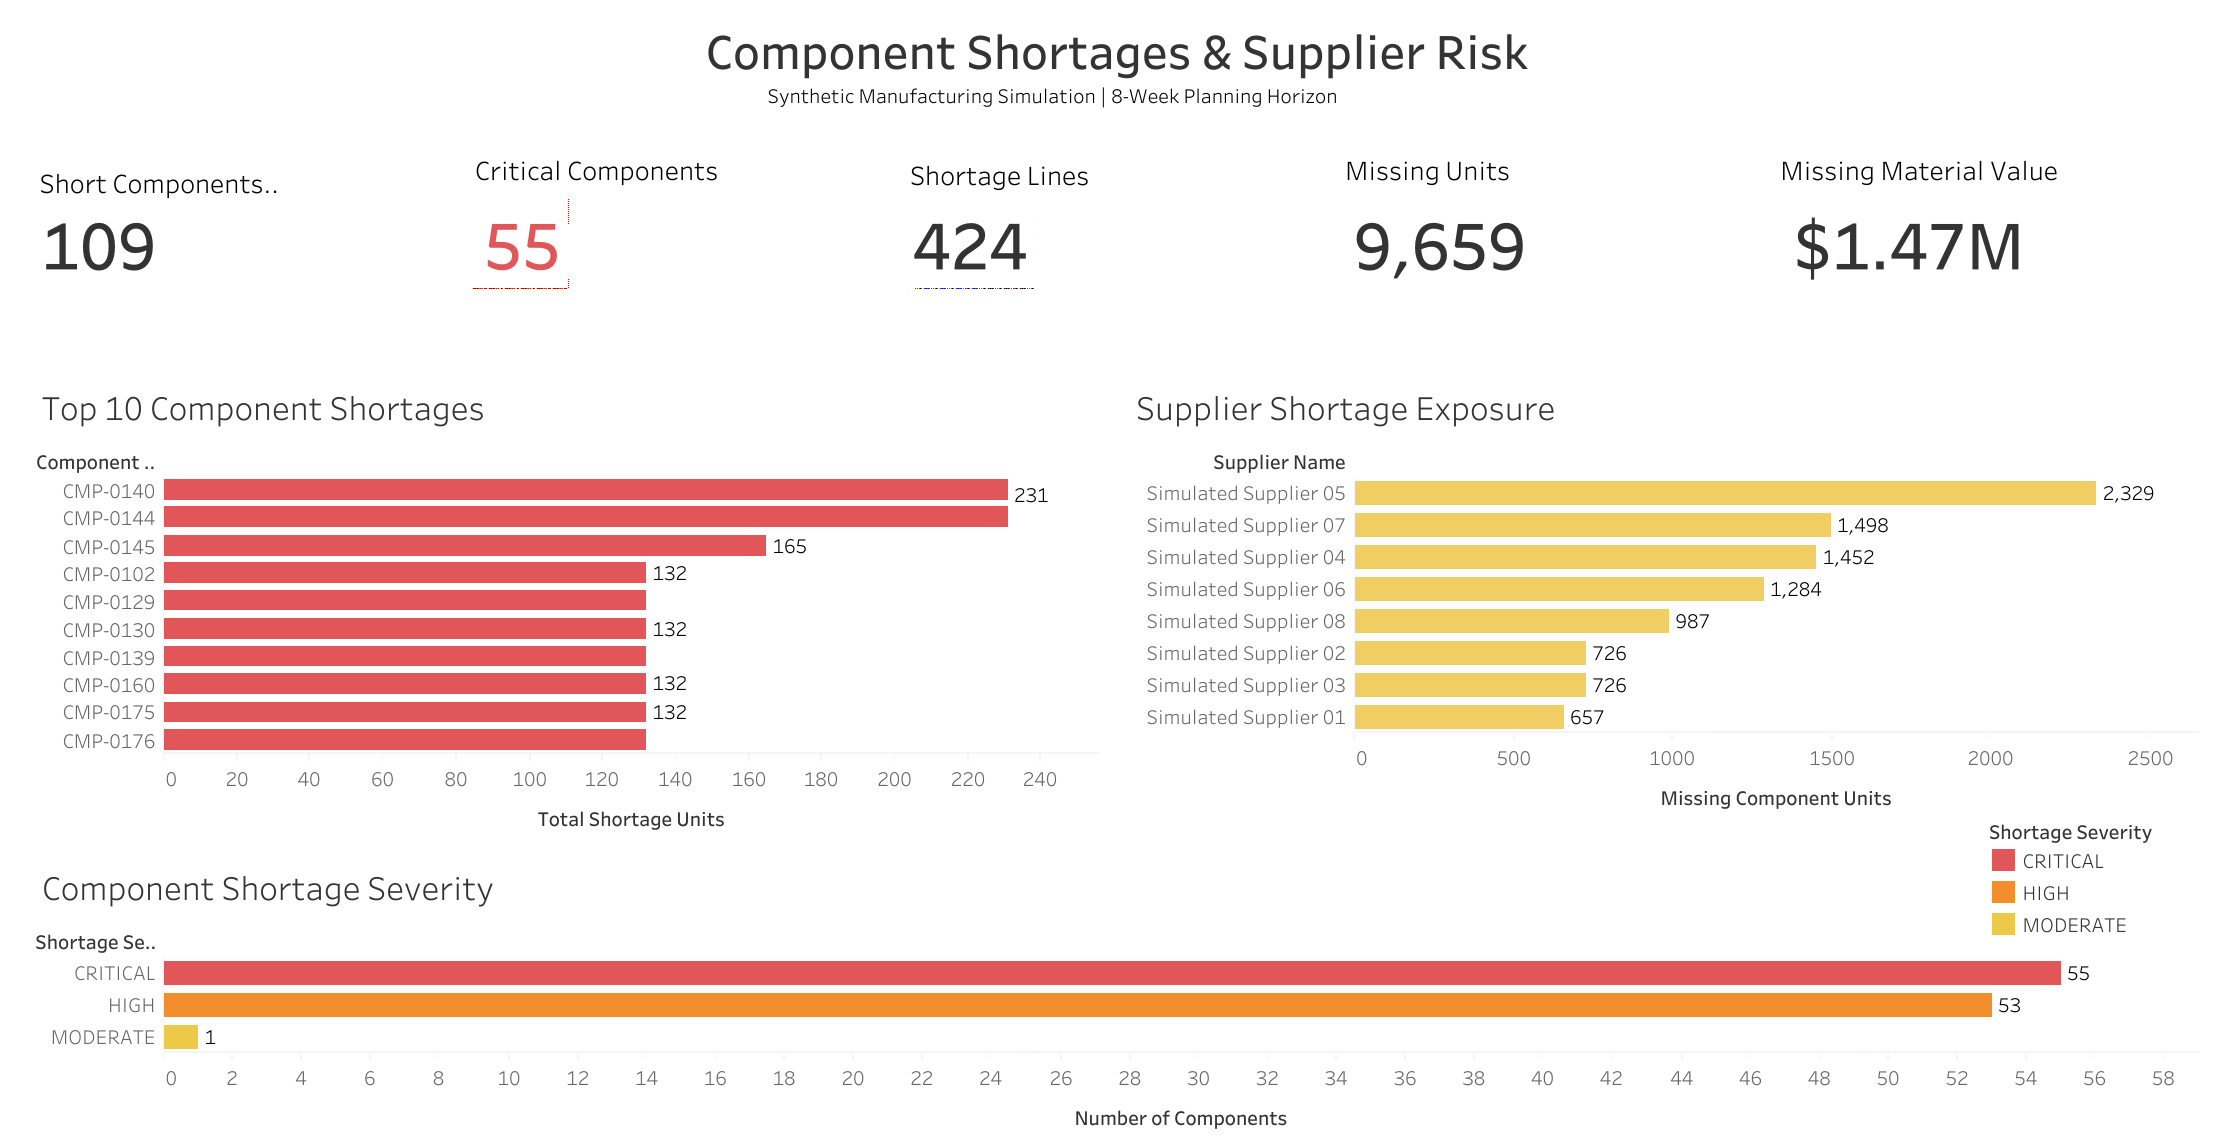 Component Shortages & Supplier Risk
Synthetic Manufacturing Simulation | 8-Week Planning Horizon
Short Components..
109
Critical Components
55
Shortage Lines
424
Missing Units
9,659
Missing Material Value
$1.47M
Top 10 Component Shortages
Component ..
CMP-0140 231
CMP-0144
CMP-0145 165
CMP-0102 132
CMP-0129
CMP-0130 132
CMP-0139
CMP-0160 132
CMP-0175 132
CMP-0176
0 20 40 60 80 100 120 140 160 180 200 220 240
Total Shortage Units
Supplier Shortage Exposure
Supplier Name
Simulated Supplier 05 2,329
Simulated Supplier 07 1,498
Simulated Supplier 04 1,452
Simulated Supplier 06 1,284
Simulated Supplier 08 987
Simulated Supplier 02 726
Simulated Supplier 03 726
Simulated Supplier 01 657
0 500 1000 1500 2000 2500
Missing Component Units
Shortage Severity
CRITICAL
HIGH
MODERATE
Component Shortage Severity
Shortage Se..
CRITICAL 55
HIGH 53
MODERATE 1
0 2 4 6 8 10 12 14 16 18 20 22 24 26 28 30 32 34 36 38 40 42 44 46 48 50 52 54 56 58
Number of Components